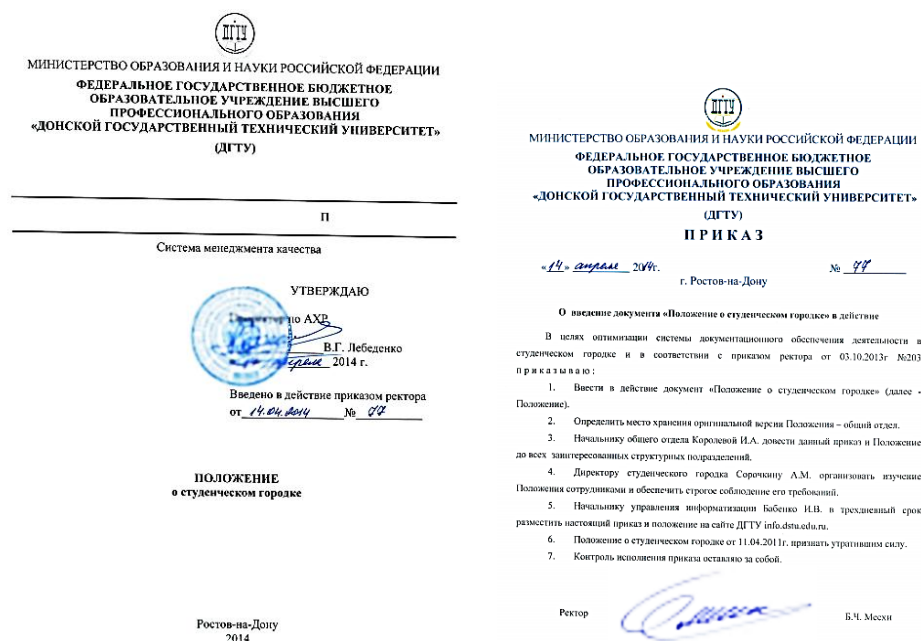 ДГТУ
МИНИСТЕРСТВО ОБРАЗОВАНИЯ И НАУКИ РОССИЙСКОЙ ФЕДЕРАЦИИ
ФЕДЕРАЛЬНОЕ ГОСУДАРСТВЕННОЕ БЮДЖЕТНОЕ
ОБРАЗОВАТЕЛЬНОЕ УЧРЕЖДЕНИЕ ВЫСШЕГО
ПРОФЕССИОНАЛЬНОГО ОБРАЗОВАНИЯ
«ДОНСКОЙ ГОСУДАРСТВЕННЫЙ ТЕХНИЧЕСКИЙ УНИВЕРСИТЕТ»
(ДГТУ)
П
Система менеджмента качества
УТВЕРЖДАЮ
по АХР
В.Г. Лебеденко
апреля 2014 г.
Введено в действие приказом ректора
от 14.04.2014 № 77
ПОЛОЖЕНИЕ
о студенческом городке
Ростов-на-Дону
2014
ДГТУ
МИНИСТЕРСТВО ОБРАЗОВАНИЯ И НАУКИ РОССИЙСКОЙ ФЕДЕРАЦИИ
ФЕДЕРАЛЬНОЕ ГОСУДАРСТВЕННОЕ БЮДЖЕТНОЕ
ОБРАЗОВАТЕЛЬНОЕ УЧРЕЖДЕНИЕ ВЫСШЕГО
ПРОФЕССИОНАЛЬНОГО ОБРАЗОВАНИЯ
«ДОНСКОЙ ГОСУДАРСТВЕННЫЙ ТЕХНИЧЕСКИЙ УНИВЕРСИТЕТ»
(ДГТУ)
П Р И К А З
«14» апреля 2014г. № 77
г. Ростов-на-Дону
О введение документа «Положение о студенческом городке» в действие
В целях оптимизации системы документационного обеспечения деятельности в
студенческом городке и в соответствии с приказом ректора от 03.10.2013г №203
п р и к а з ы в а ю :
1. Ввести в действие документ «Положение о студенческом городке» (далее -
Положение).
2. Определить место хранения оригинальной версии Положения – общий отдел.
3. Начальнику общего отдела Королевой И.А. довести данный приказ и Положение
до всех заинтересованных структурных подразделений.
4. Директору студенческого городка Сорочкину А.М. организовать изучение
Положения сотрудниками и обеспечить строгое соблюдение его требований.
5. Начальнику управления информатизации Бабенко И.В. в трехдневный срок
разместить настоящий приказ и положение на сайте ДГТУ info.dstu.edu.ru.
6. Положение о студенческом городке от 11.04.2011г. признать утратившим силу.
7. Контроль исполнения приказа оставляю за собой.
Ректор Б.Ч. Месхи